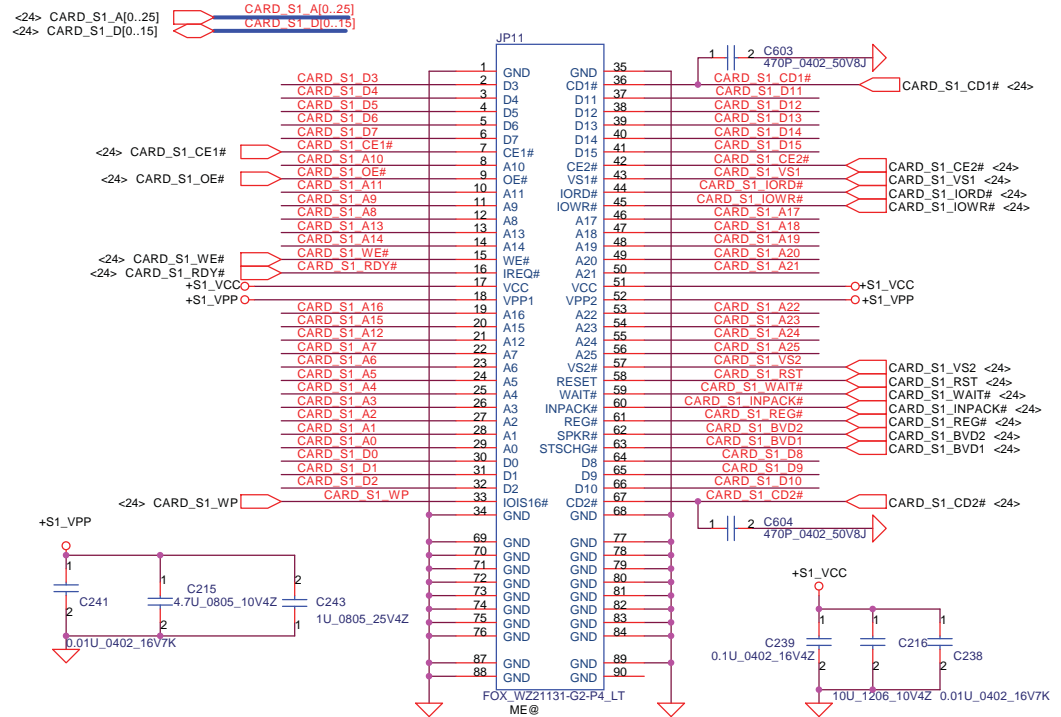 <24> CARD_S1_A[0..25] CARD_S1_A[0..25]
<24> CARD_S1_D[0..15] CARD_S1_D[0..15]
JP11
1 2 C603
470P_0402_50V8J
1 GND GND 35
CARD_S1_D3 2 D3 CD1# 36 CARD_S1_CD1# CARD_S1_CD1# <24>
CARD_S1_D4 3 D4 D11 37 CARD_S1_D11
CARD_S1_D5 4 D5 D12 38 CARD_S1_D12
CARD_S1_D6 5 D6 D13 39 CARD_S1_D13
CARD_S1_D7 6 D7 D14 40 CARD_S1_D14
<24> CARD_S1_CE1# CARD_S1_CE1# 7 CE1# D15 41 CARD_S1_D15
CARD_S1_A10 8 A10 CE2# 42 CARD_S1_CE2# CARD_S1_CE2# <24>
<24> CARD_S1_OE# CARD_S1_OE# 9 OE# VS1# 43 CARD_S1_VS1 CARD_S1_VS1 <24>
CARD_S1_A11 10 A11 IORD# 44 CARD_S1_IORD# CARD_S1_IORD# <24>
CARD_S1_A9 11 A9 IOWR# 45 CARD_S1_IOWR# CARD_S1_IOWR# <24>
CARD_S1_A8 12 A8 A17 46 CARD_S1_A17
CARD_S1_A13 13 A13 A18 47 CARD_S1_A18
CARD_S1_A14 14 A14 A19 48 CARD_S1_A19
<24> CARD_S1_WE# CARD_S1_WE# 15 WE# A20 49 CARD_S1_A20
<24> CARD_S1_RDY# CARD_S1_RDY# 16 IREQ# A21 50 CARD_S1_A21
+S1_VCC 17 VCC VCC 51 +S1_VCC
+S1_VPP 18 VPP1 VPP2 52 +S1_VPP
CARD_S1_A16 19 A16 A22 53 CARD_S1_A22
CARD_S1_A15 20 A15 A23 54 CARD_S1_A23
CARD_S1_A12 21 A12 A24 55 CARD_S1_A24
CARD_S1_A7 22 A7 A25 56 CARD_S1_A25
CARD_S1_A6 23 A6 VS2# 57 CARD_S1_VS2 CARD_S1_VS2 <24>
CARD_S1_A5 24 A5 RESET 58 CARD_S1_RST CARD_S1_RST <24>
CARD_S1_A4 25 A4 WAIT# 59 CARD_S1_WAIT# CARD_S1_WAIT# <24>
CARD_S1_A3 26 A3 INPACK# 60 CARD_S1_INPACK# CARD_S1_INPACK# <24>
CARD_S1_A2 27 A2 REG# 61 CARD_S1_REG# CARD_S1_REG# <24>
CARD_S1_A1 28 A1 SPKR# 62 CARD_S1_BVD2 CARD_S1_BVD2 <24>
CARD_S1_A0 29 A0 STSCHG# 63 CARD_S1_BVD1 CARD_S1_BVD1 <24>
CARD_S1_D0 30 D0 D8 64 CARD_S1_D8
CARD_S1_D1 31 D1 D9 65 CARD_S1_D9
CARD_S1_D2 32 D2 D10 66 CARD_S1_D10
<24> CARD_S1_WP CARD_S1_WP 33 IOIS16# CD2# 67 CARD_S1_CD2# CARD_S1_CD2# <24>
34 GND GND 68
1 2 C604
470P_0402_50V8J
69 GND GND 77
70 GND GND 78
71 GND GND 79
72 GND GND 80
73 GND GND 81
74 GND GND 82
75 GND GND 83
76 GND GND 84
87 GND GND 89
88 GND GND 90
FOX_WZ21131-G2-P4_LT
ME@
+S1_VPP
1 1 2
C241 C215 C243
4.7U_0805_10V4Z
1U_0805_25V4Z
2 2 1
0.01U_0402_16V7K
+S1_VCC
1 1 1
C239 C216 C238
0.1U_0402_16V4Z
2 2 2
10U_1206_10V4Z 0.01U_0402_16V7K